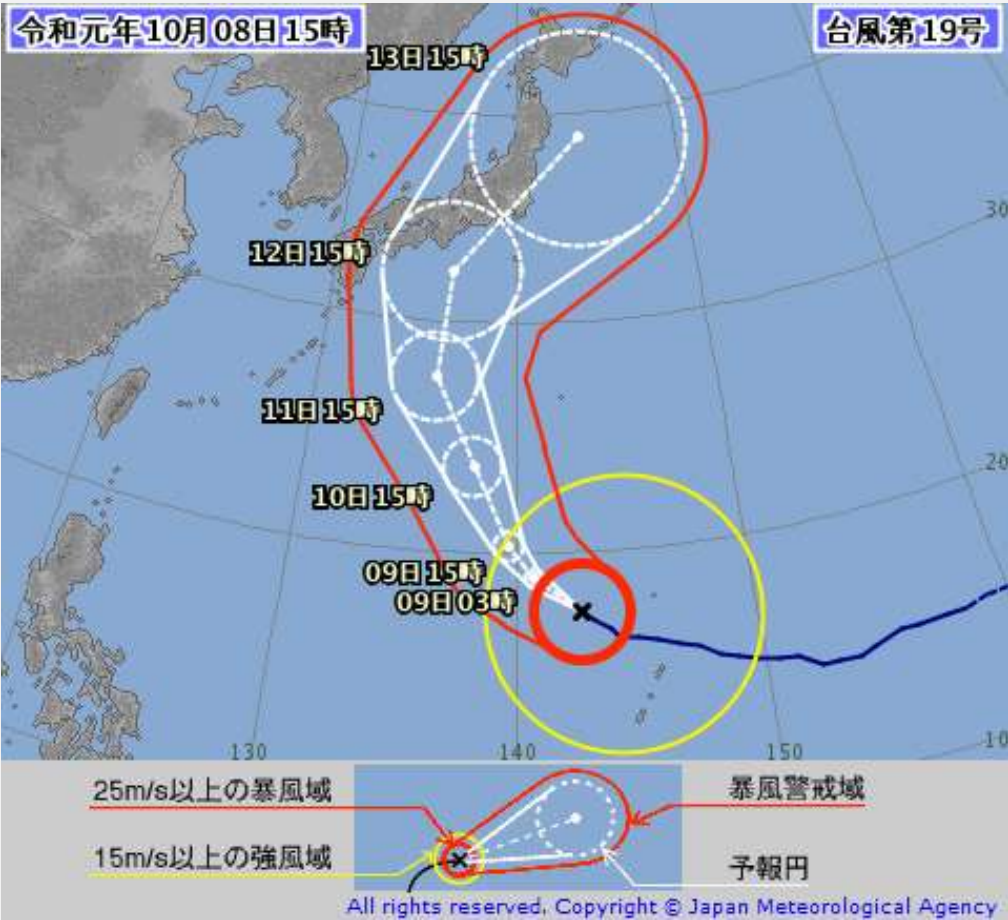 令和元年10月08日15時
台風第19号
13日15時
30
12日15時
11日15時
20
10日15時
09日15時
09日03時
130
140
150
10
25m/s以上の暴風域
暴風警戒域
15m/s以上の強風域
予報円
All rights reserved. Copyright © Japan Meteorological Agency